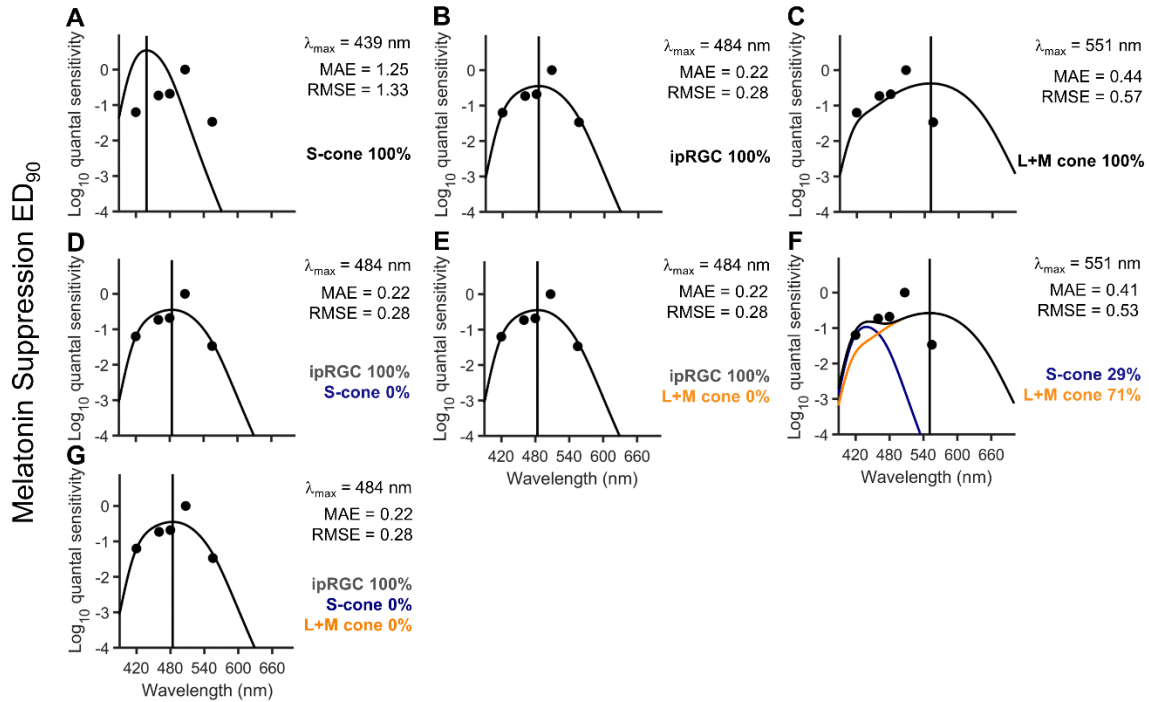 Melatonin Suppression ED90
A
Log10 quantal sensitivity
0
-1
-2
-3
-4
λmax = 439 nm
MAE = 1.25
RMSE = 1.33
S-cone 100%
B
Log10 quantal sensitivity
0
-1
-2
-3
-4
λmax = 484 nm
MAE = 0.22
RMSE = 0.28
ipRGC 100%
C
Log10 quantal sensitivity
0
-1
-2
-3
-4
λmax = 551 nm
MAE = 0.44
RMSE = 0.57
L+M cone 100%
D
Log10 quantal sensitivity
0
-1
-2
-3
-4
λmax = 484 nm
MAE = 0.22
RMSE = 0.28
ipRGC 100%
S-cone 0%
E
Log10 quantal sensitivity
0
-1
-2
-3
-4
λmax = 484 nm
MAE = 0.22
RMSE = 0.28
ipRGC 100%
L+M cone 0%
420 480 540 600 660
Wavelength (nm)
F
Log10 quantal sensitivity
0
-1
-2
-3
-4
λmax = 551 nm
MAE = 0.41
RMSE = 0.53
S-cone 29%
L+M cone 71%
420 480 540 600 660
Wavelength (nm)
G
Log10 quantal sensitivity
0
-1
-2
-3
-4
λmax = 484 nm
MAE = 0.22
RMSE = 0.28
ipRGC 100%
S-cone 0%
L+M cone 0%
420 480 540 600 660
Wavelength (nm)